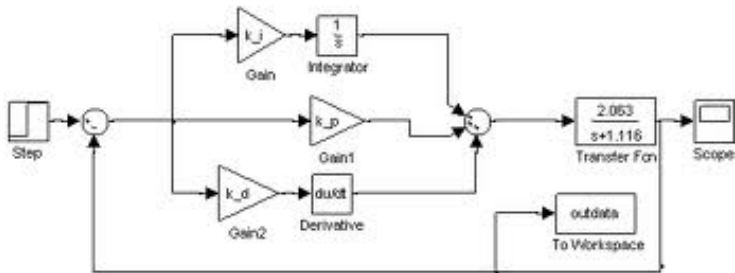 k_i
1
s
Integrator
Gain
k_p
Gain1
2.053
s+1.116
Transfer Fcn
Step
Scope
k_d
du/dt
Gain2
Derivative
outdata
To Workspace